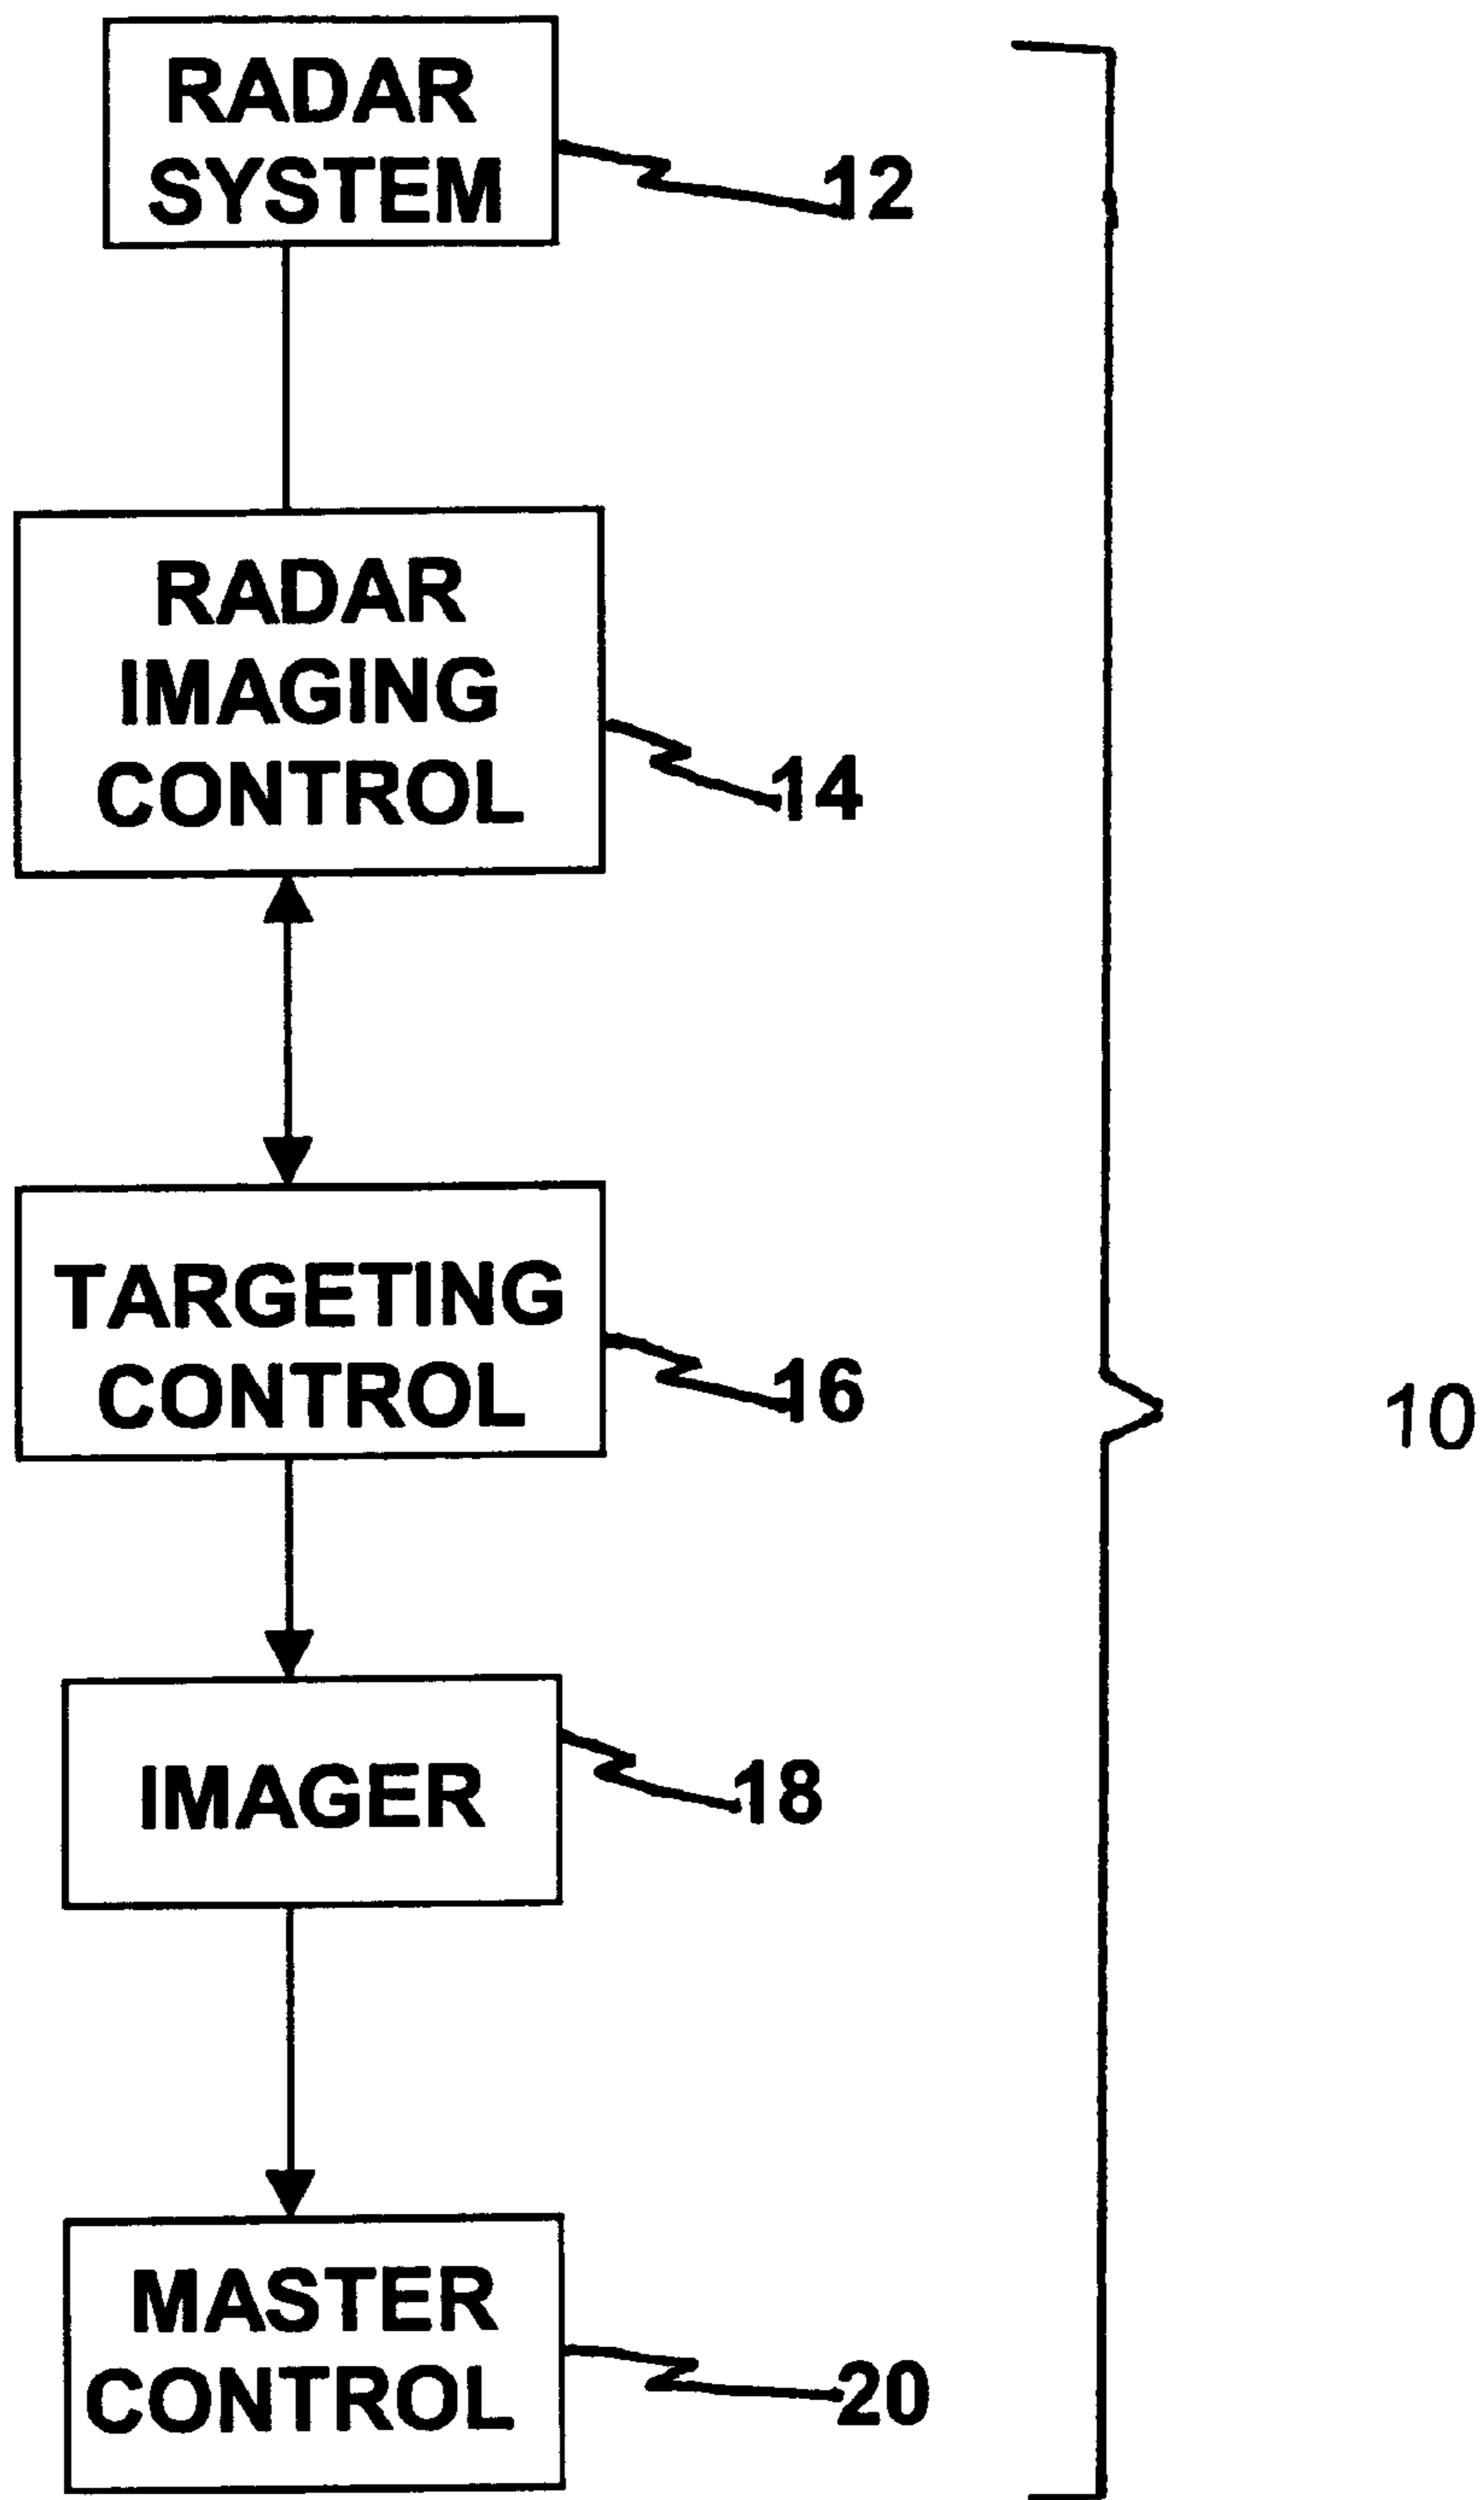 RADAR
SYSTEM
12
RADAR
IMAGING
CONTROL
14
TARGETING
CONTROL
16
10
IMAGER
18
MASTER
CONTROL
20